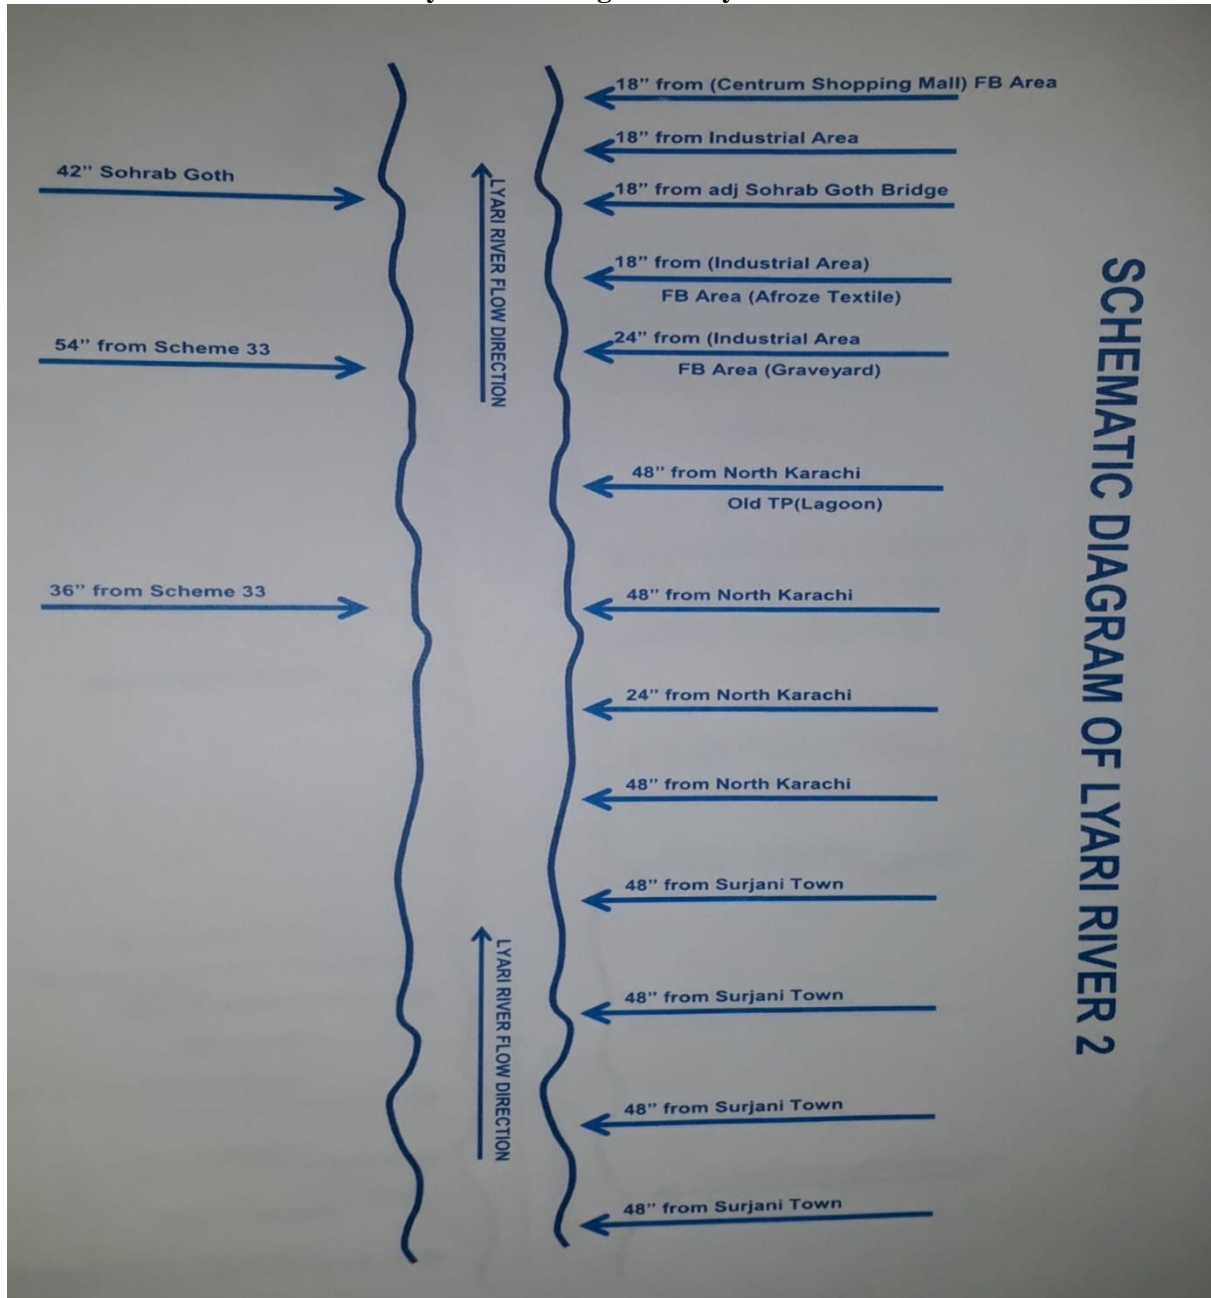 18” from (Centrum Shopping Mall) FB Area
18” from Industrial Area
42” Sohrab Goth
18” from adj Sohrab Goth Bridge
LYARI RIVER FLOW DIRECTION
18” from (Industrial Area)
FB Area (Afroze Textile)
54” from Scheme 33
24” from (Industrial Area
FB Area (Graveyard)
48” from North Karachi
Old TP(Lagoon)
36” from Scheme 33
48” from North Karachi
24” from North Karachi
48” from North Karachi
48” from Surjani Town
LYARI RIVER FLOW DIRECTION
48” from Surjani Town
48” from Surjani Town
48” from Surjani Town
SCHEMATIC DIAGRAM OF LYARI RIVER 2